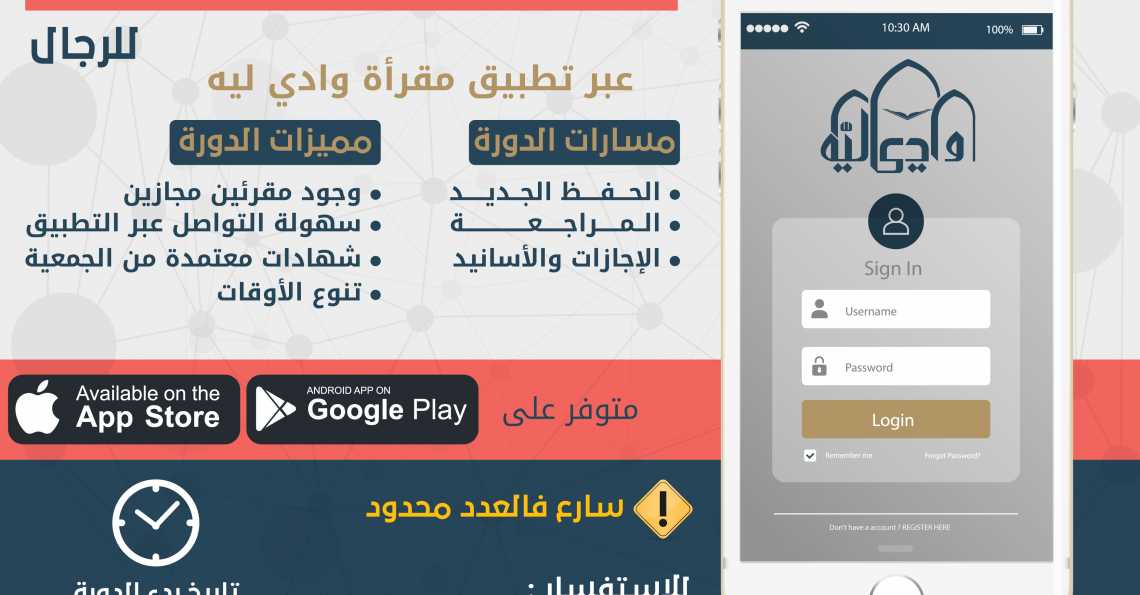 للرجال
عبر تطبيق مقرأة وادي ليه
مسارات الدورة
• الحفظ الجديد
• المراجعة
• الإجازات والأسانيد
مميزات الدورة
• وجود مقرئين مجازين
• سهولة التواصل عبر التطبيق
• شهادات معتمدة من الجمعية
• تنوع الأوقات
متوفر على
ANDROID APP ON
Google Play
Available on the
App Store
سارع فالعدد محدود
للاستفسار :
تاريخ بدء الدورة
10:30 AM
100%
وادي ليه
Sign In
Username
Password
Login
Remember me
Forgot Password?
Don't have a account ? REGISTER HERE